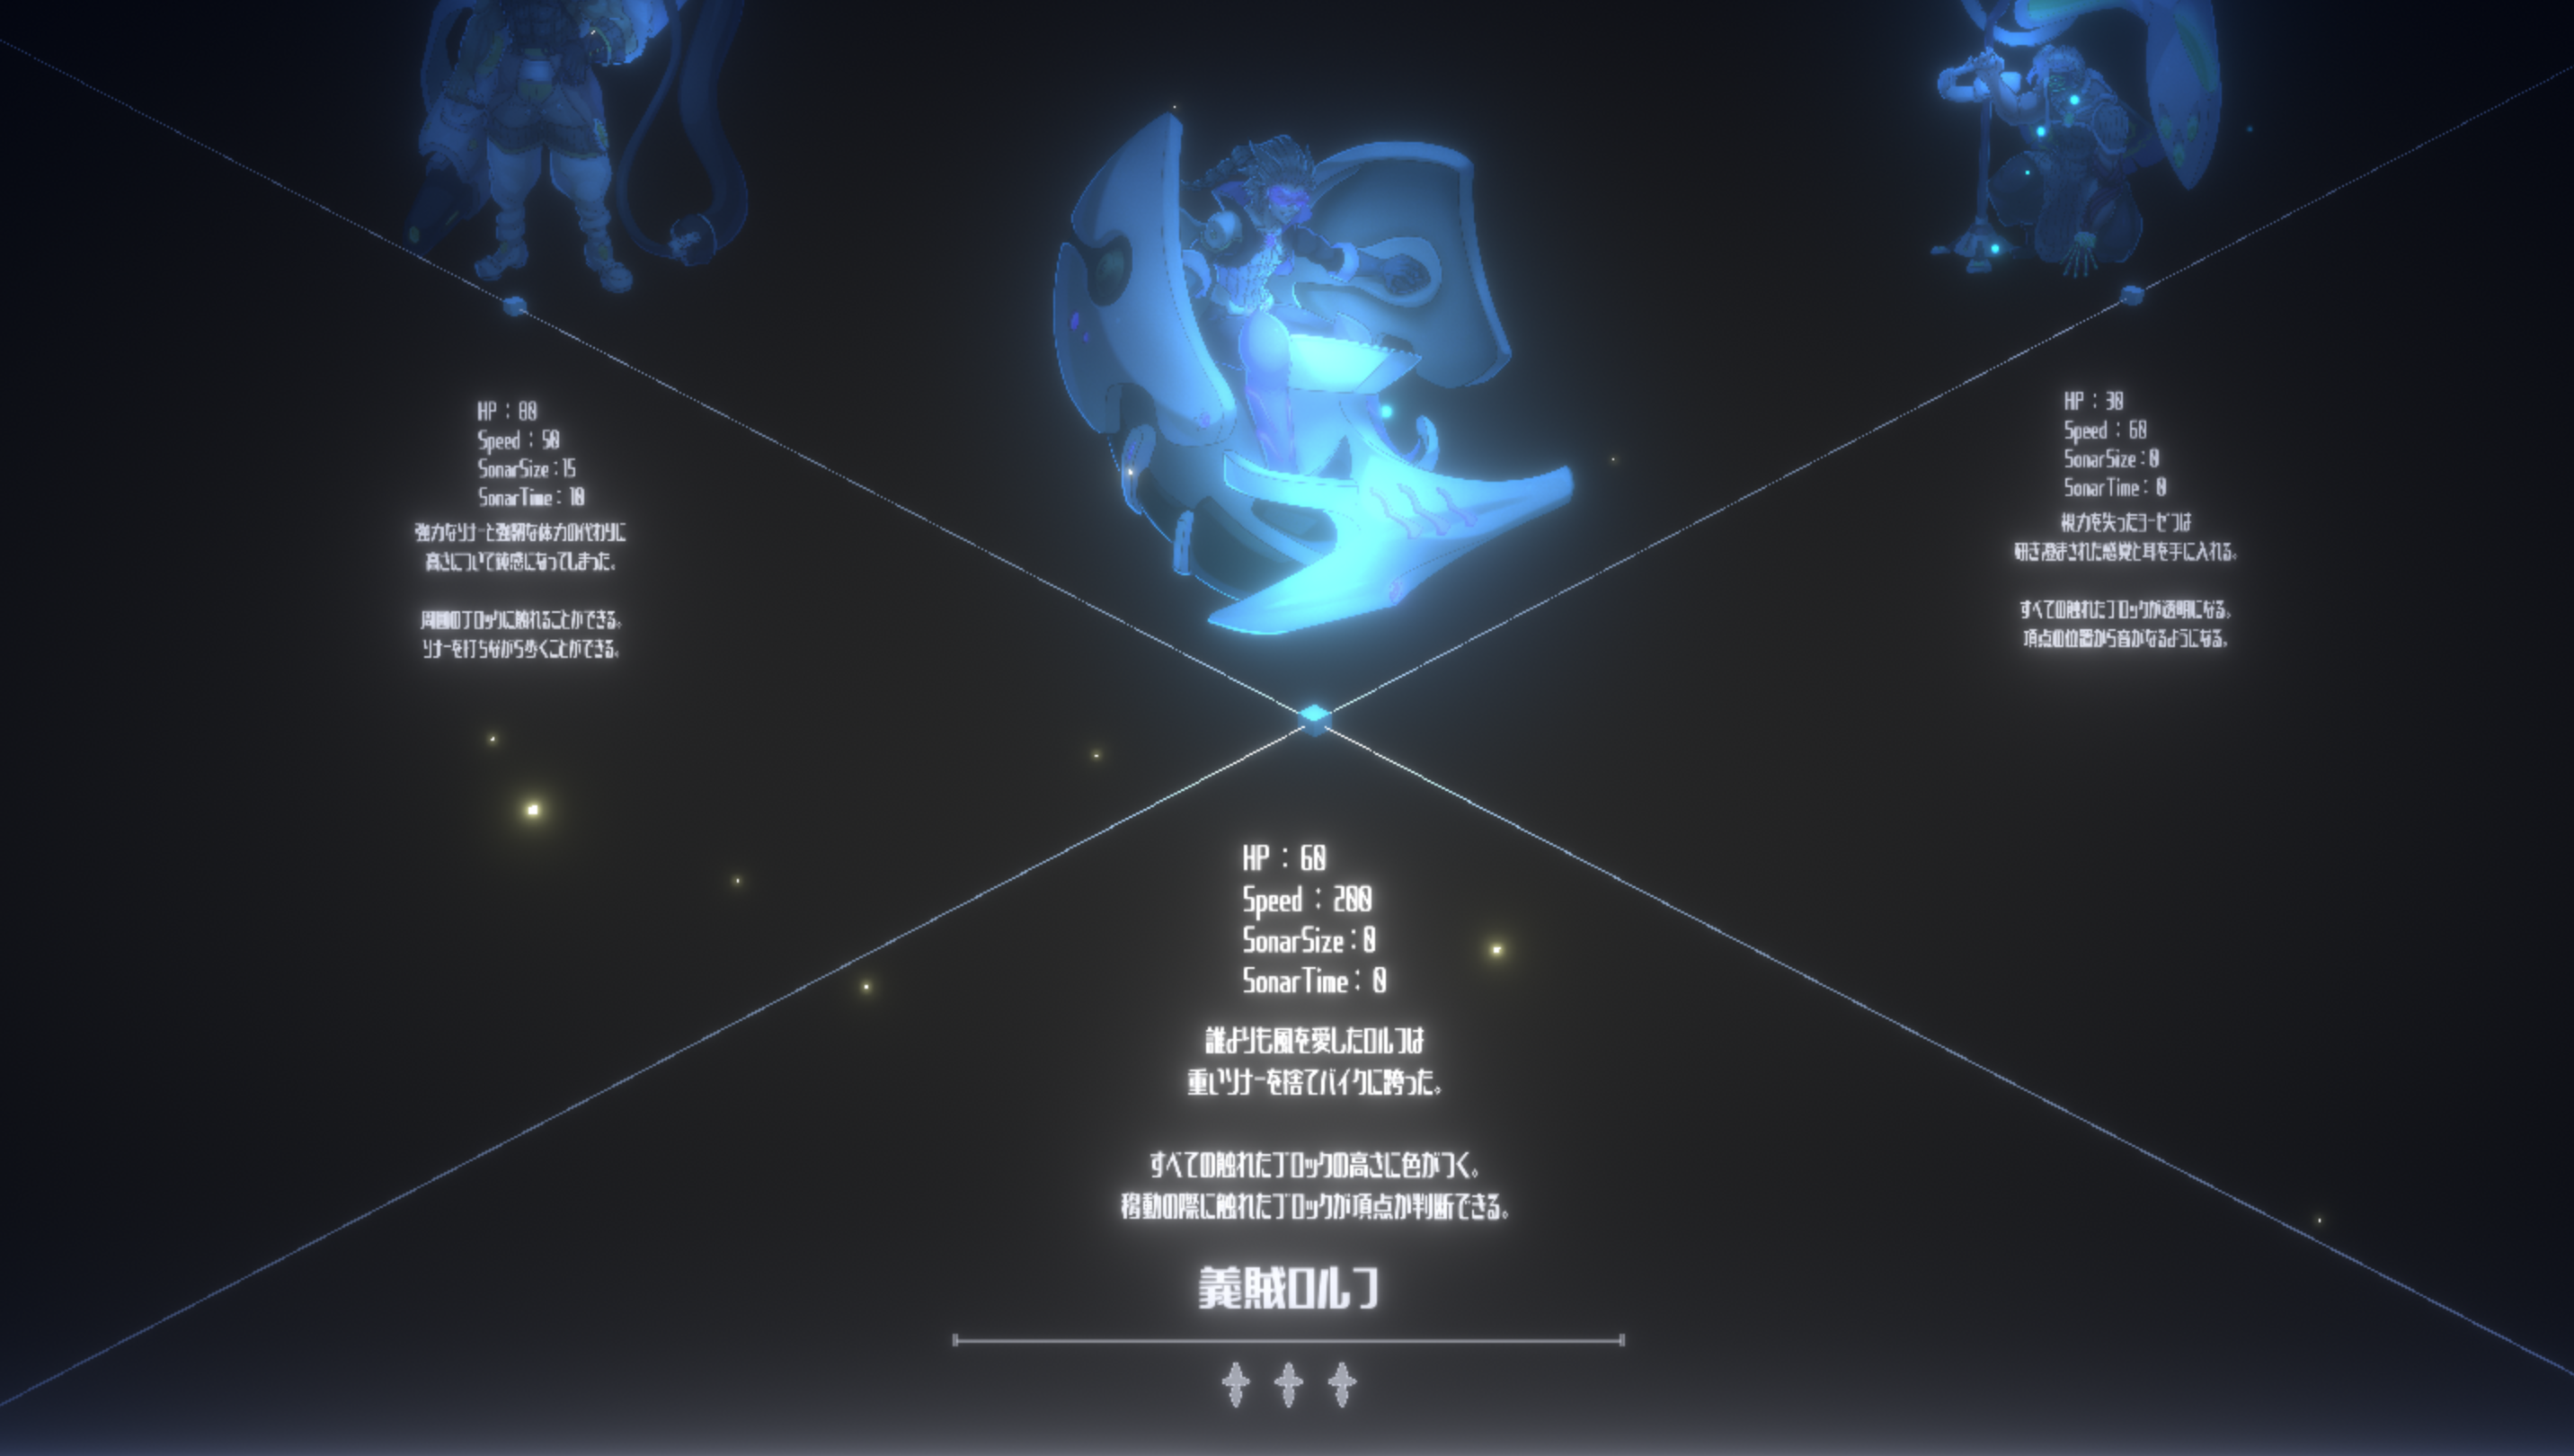 HP : 80
Speed : 50
SonarSize : 15
SonarTime : 10
強力なソナーと強靭な体力の代わりに
高さについて鈍感になってしまった。
周囲のブロックに触れることができる。
ソナーを打ちながら歩くことができる。
HP : 60
Speed : 200
SonarSize : 0
SonarTime : 0
誰よりも風を愛したロルフは
重いソナーを捨てバイクに跨った。
すべての触れたブロックの高さに色がつく。
移動の際に触れたブロックが頂点か判断できる。
義賊ロルフ
HP : 30
Speed : 60
SonarSize : 0
SonarTime : 0
視力を失ったヨーゼフは
研ぎ澄まされた感覚と耳を手に入れる。
すべての触れたブロックが透明になる。
頂点の位置から音がなるようになる。